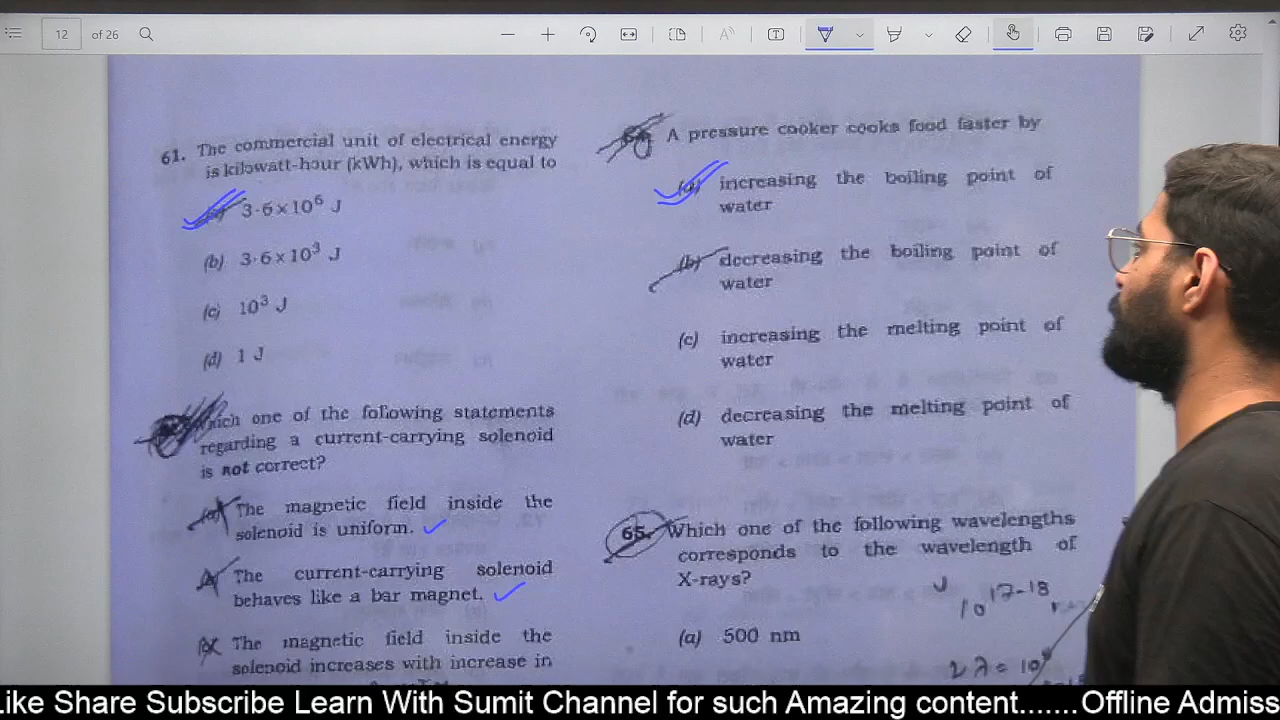 12
of 26
61. The commercial unit of electrical energy
is kilowatt-hour (kWh), which is equal to
3·6×10⁶ J
(b) 3·6×10³ J
(c) 10³ J
(d) 1 J
Which one of the following statements
regarding a current-carrying solenoid
is not correct?
(a) The magnetic field inside the
solenoid is uniform.
The current-carrying solenoid
behaves like a bar magnet.
The magnetic field inside the
solenoid increases with increase in
A pressure cooker cooks food faster by
(a) increasing the boiling point of
water
(b) decreasing the boiling point of
water
(c) increasing the melting point of
water
(d) decreasing the melting point of
water
65. Which one of the following wavelengths
corresponds to the wavelength of
X-rays?
(a) 500 nm
Like Share Subscribe Learn With Sumit Channel for such Amazing content.......Offline Admiss